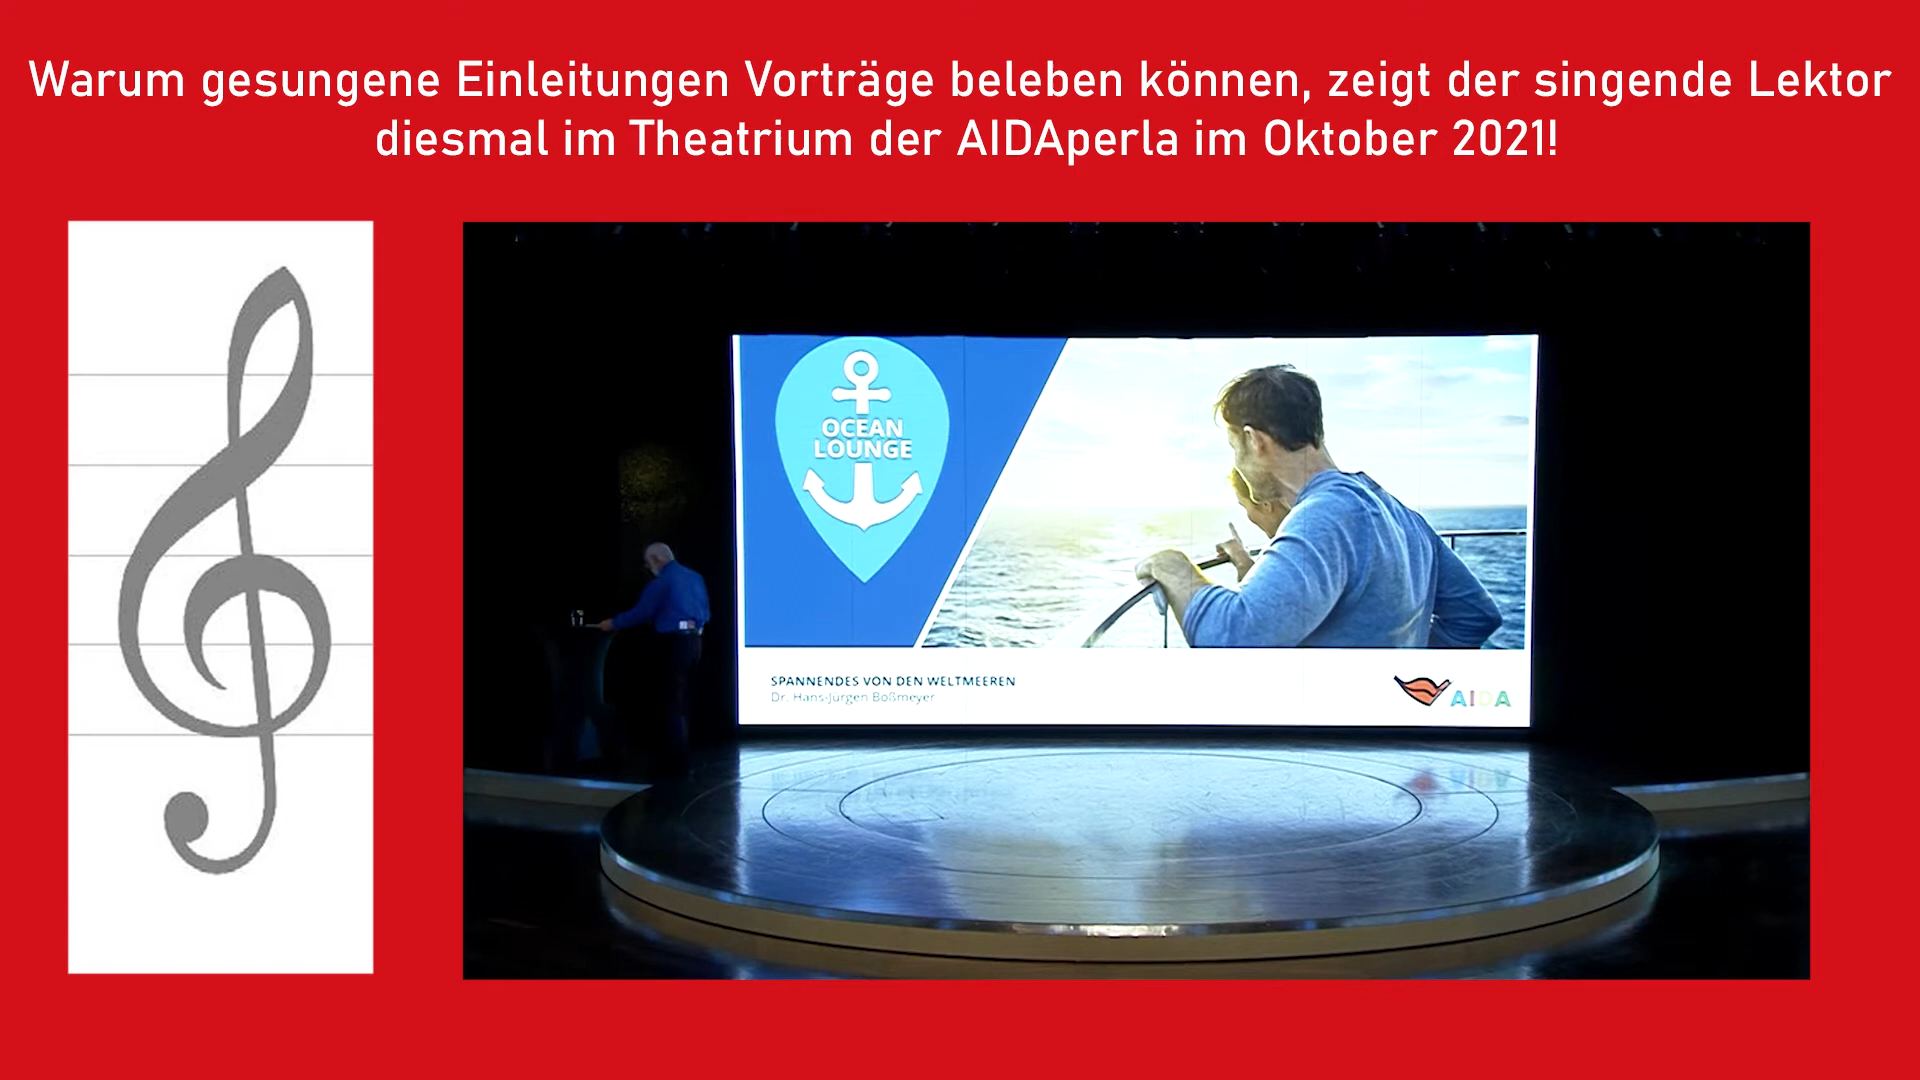 Warum gesungene Einleitungen Vorträge beleben können, zeigt der singende Lektor
diesmal im Theatrium der AIDAperla im Oktober 2021!
OCEAN
LOUNGE
SPANNENDES VON DEN WELTMEEREN
Dr. Hans-Jürgen Boßmeyer
AIDA